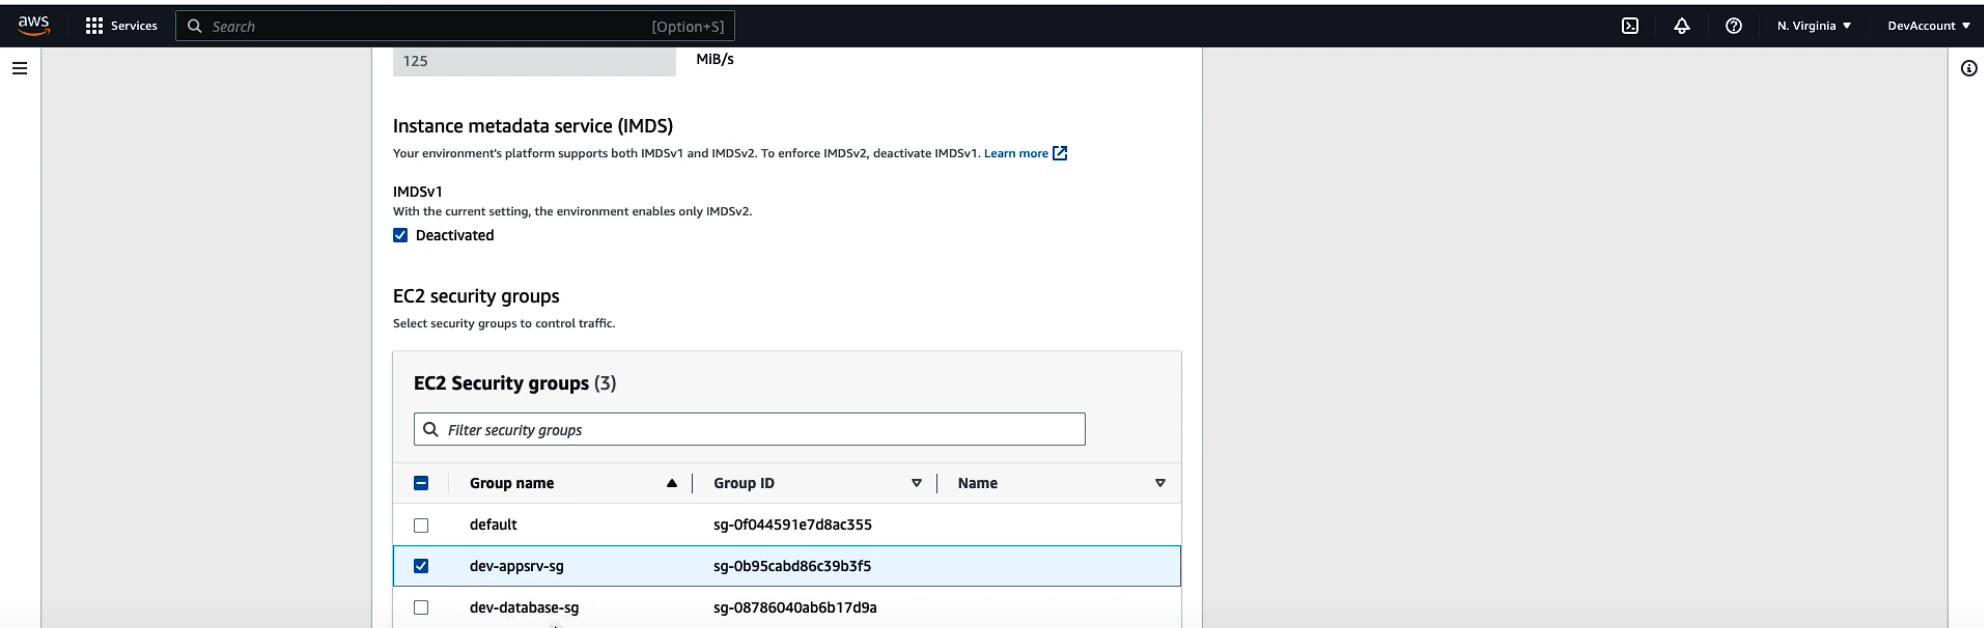 aws Services Search [Option+S] N. Virginia DevAccount
125 MiB/s
Instance metadata service (IMDS)
Your environment's platform supports both IMDSv1 and IMDSv2. To enforce IMDSv2, deactivate IMDSv1. Learn more
IMDSv1
With the current setting, the environment enables only IMDSv2.
Deactivated
EC2 security groups
Select security groups to control traffic.
EC2 Security groups (3)
Filter security groups
Group name Group ID Name
default sg-0f044591e7d8ac355
dev-appsrv-sg sg-0b95cabd86c39b3f5
dev-database-sg sg-08786040ab6b17d9a